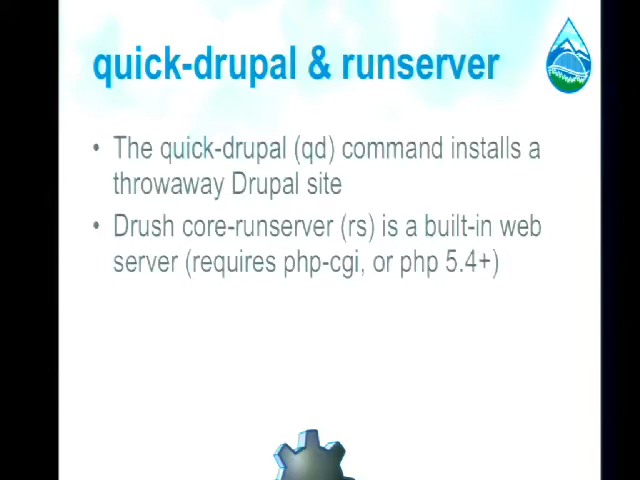 quick-drupal & runserver
• The quick-drupal (qd) command installs a
throwaway Drupal site
• Drush core-runserver (rs) is a built-in web
server (requires php-cgi, or php 5.4+)